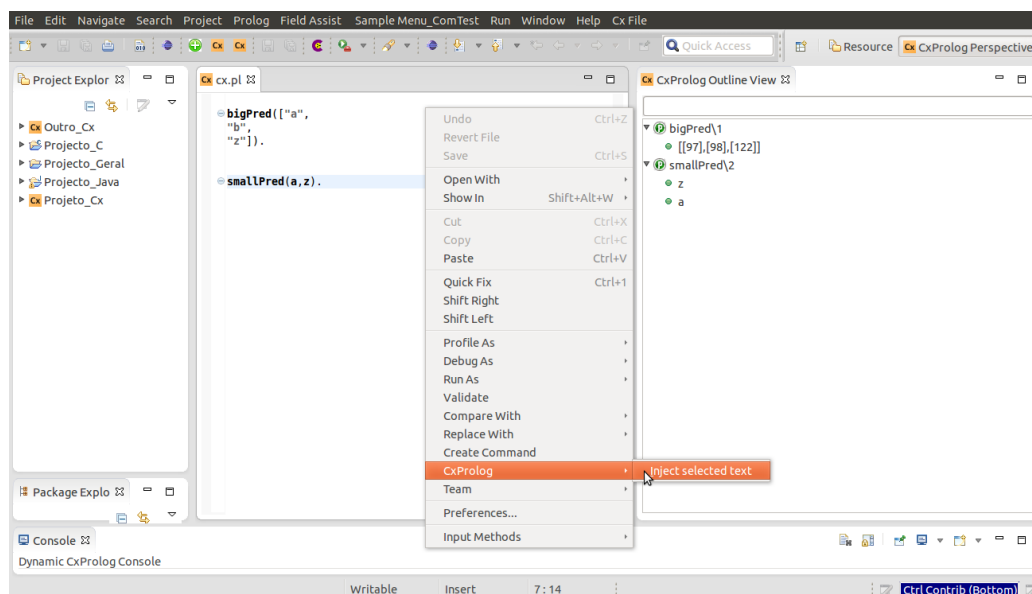 File Edit Navigate Search Project Prolog Field Assist Sample Menu_ComTest Run Window Help Cx File
Quick Access
Resource
Cx CxProlog Perspective
Project Explor
Cx Outro_Cx
Projecto_C
Projecto_Geral
Projecto_Java
Cx Projeto_Cx
Package Explo
Cx cx.pl
bigPred(["a",
"b",
"z"]).
smallPred(a,z).
Undo Ctrl+Z
Revert File
Save Ctrl+S
Open With
Show In Shift+Alt+W
Cut Ctrl+X
Copy Ctrl+C
Paste Ctrl+V
Quick Fix Ctrl+1
Shift Right
Shift Left
Profile As
Debug As
Run As
Validate
Compare With
Replace With
Create Command
CxProlog
Inject selected text
Team
Preferences...
Input Methods
Cx CxProlog Outline View
bigPred\1
[[97],[98],[122]]
smallPred\2
z
a
Console
Dynamic CxProlog Console
Writable Insert 7:14
Ctrl Contrib (Bottom)